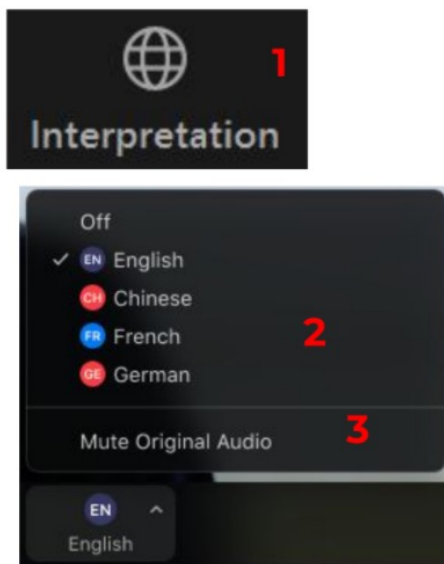 1
Interpretation
Off
EN English
CH Chinese
FR French
2
GE German
3
Mute Original Audio
EN
English